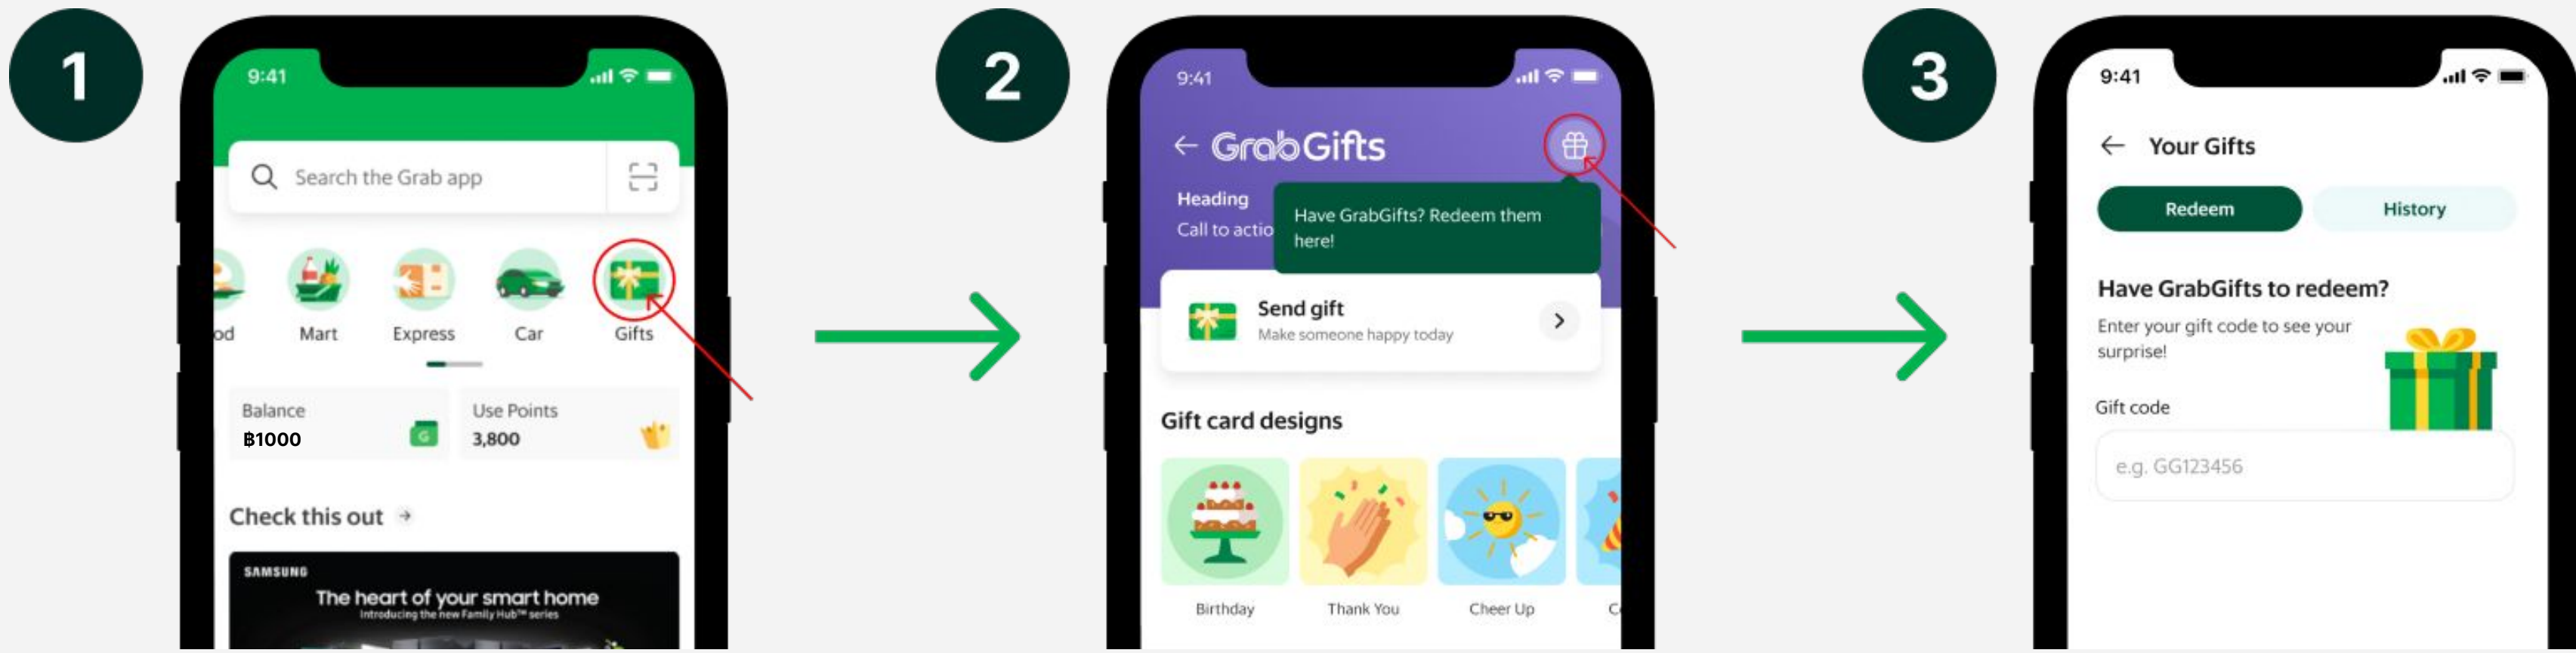 1
9:41
Search the Grab app
od
Mart
Express
Car
Gifts
Balance
฿1000
G
Use Points
3,800
Check this out →
SAMSUNG
The heart of your smart home
Introducing the new Family Hub™ series
2
9:41
← GrabGifts
Heading
Call to actio
Have GrabGifts? Redeem them
here!
Send gift
Make someone happy today
Gift card designs
Birthday
Thank You
Cheer Up
3
9:41
← Your Gifts
Redeem
History
Have GrabGifts to redeem?
Enter your gift code to see your
surprise!
Gift code
e.g. GG123456